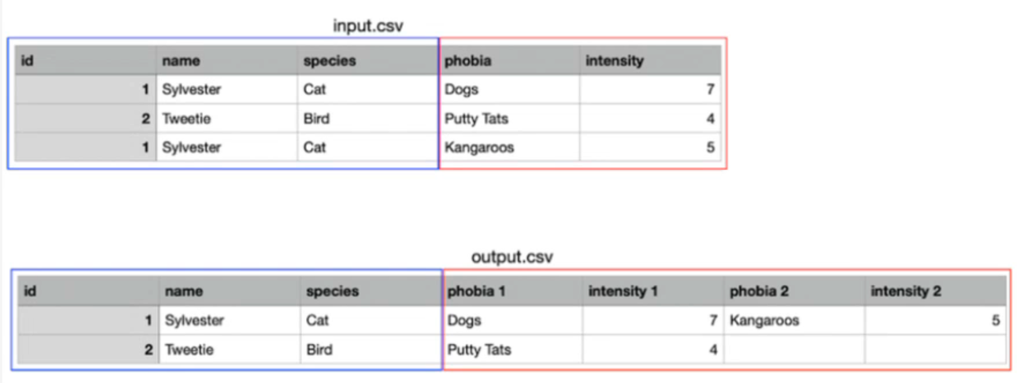 input.csv
id name species phobia intensity
1 Sylvester Cat Dogs 7
2 Tweetie Bird Putty Tats 4
1 Sylvester Cat Kangaroos 5
output.csv
id name species phobia 1 intensity 1 phobia 2 intensity 2
1 Sylvester Cat Dogs 7 Kangaroos 5
2 Tweetie Bird Putty Tats 4